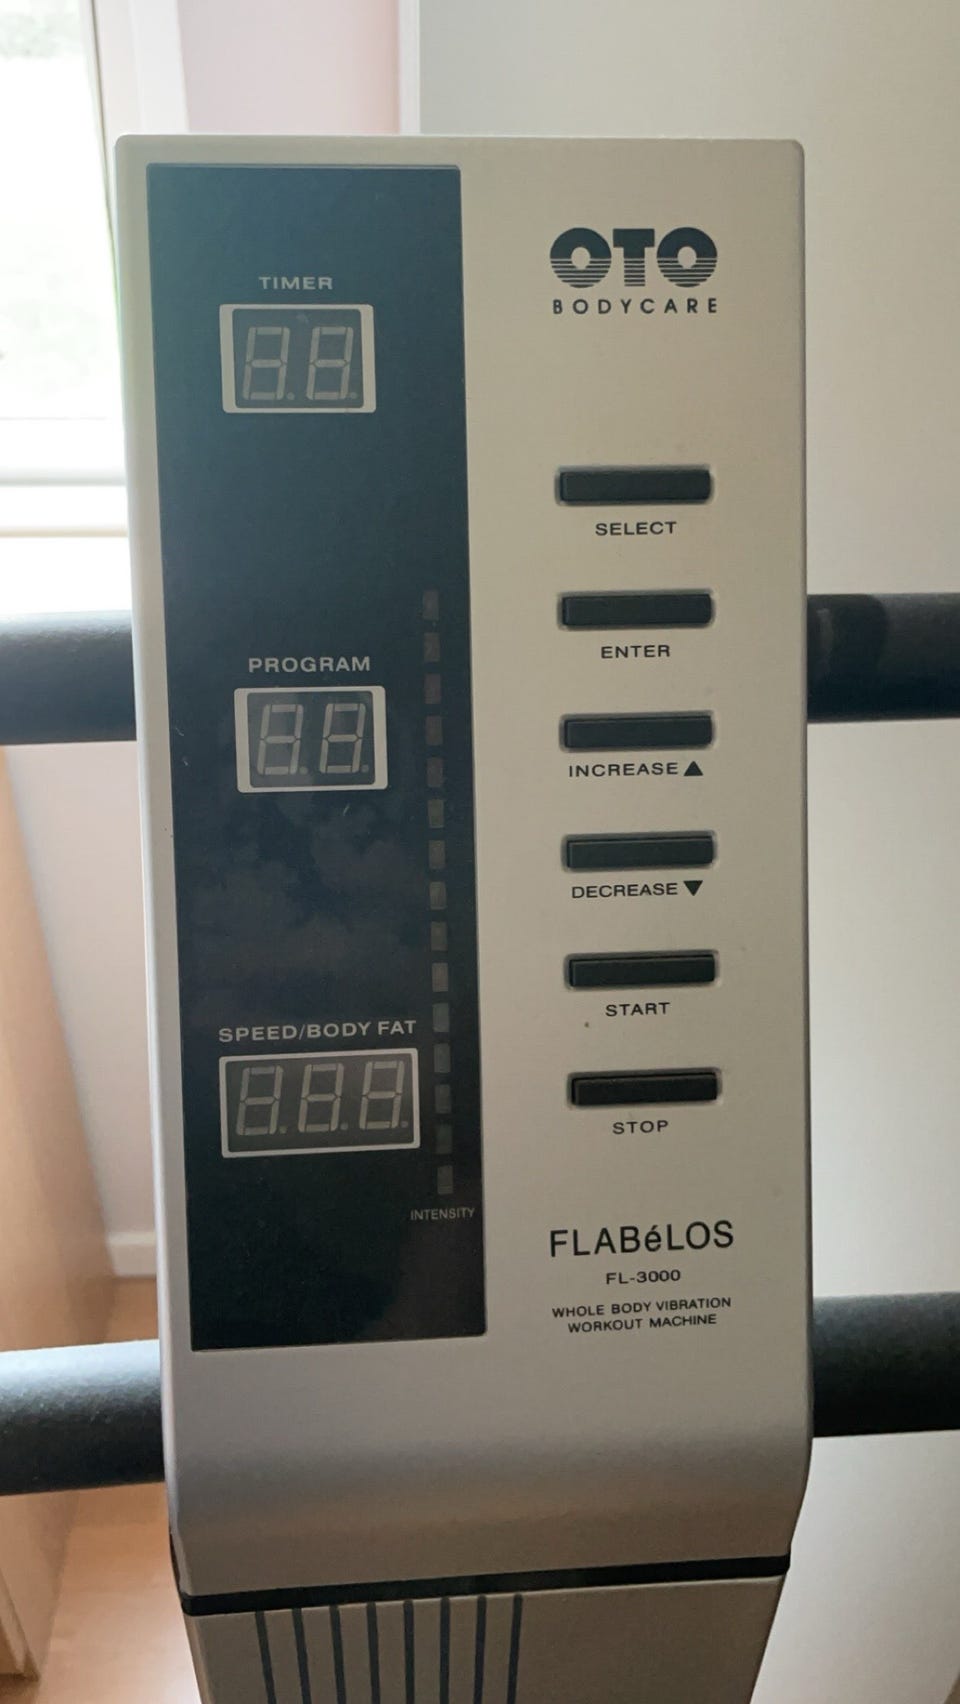 TIMER
PROGRAM
SPEED/BODY FAT
INTENSITY
OTO
BODYCARE
SELECT
ENTER
INCREASE▲
DECREASE▼
START
STOP
FLABéLOS
FL-3000
WHOLE BODY VIBRATION
WORKOUT MACHINE